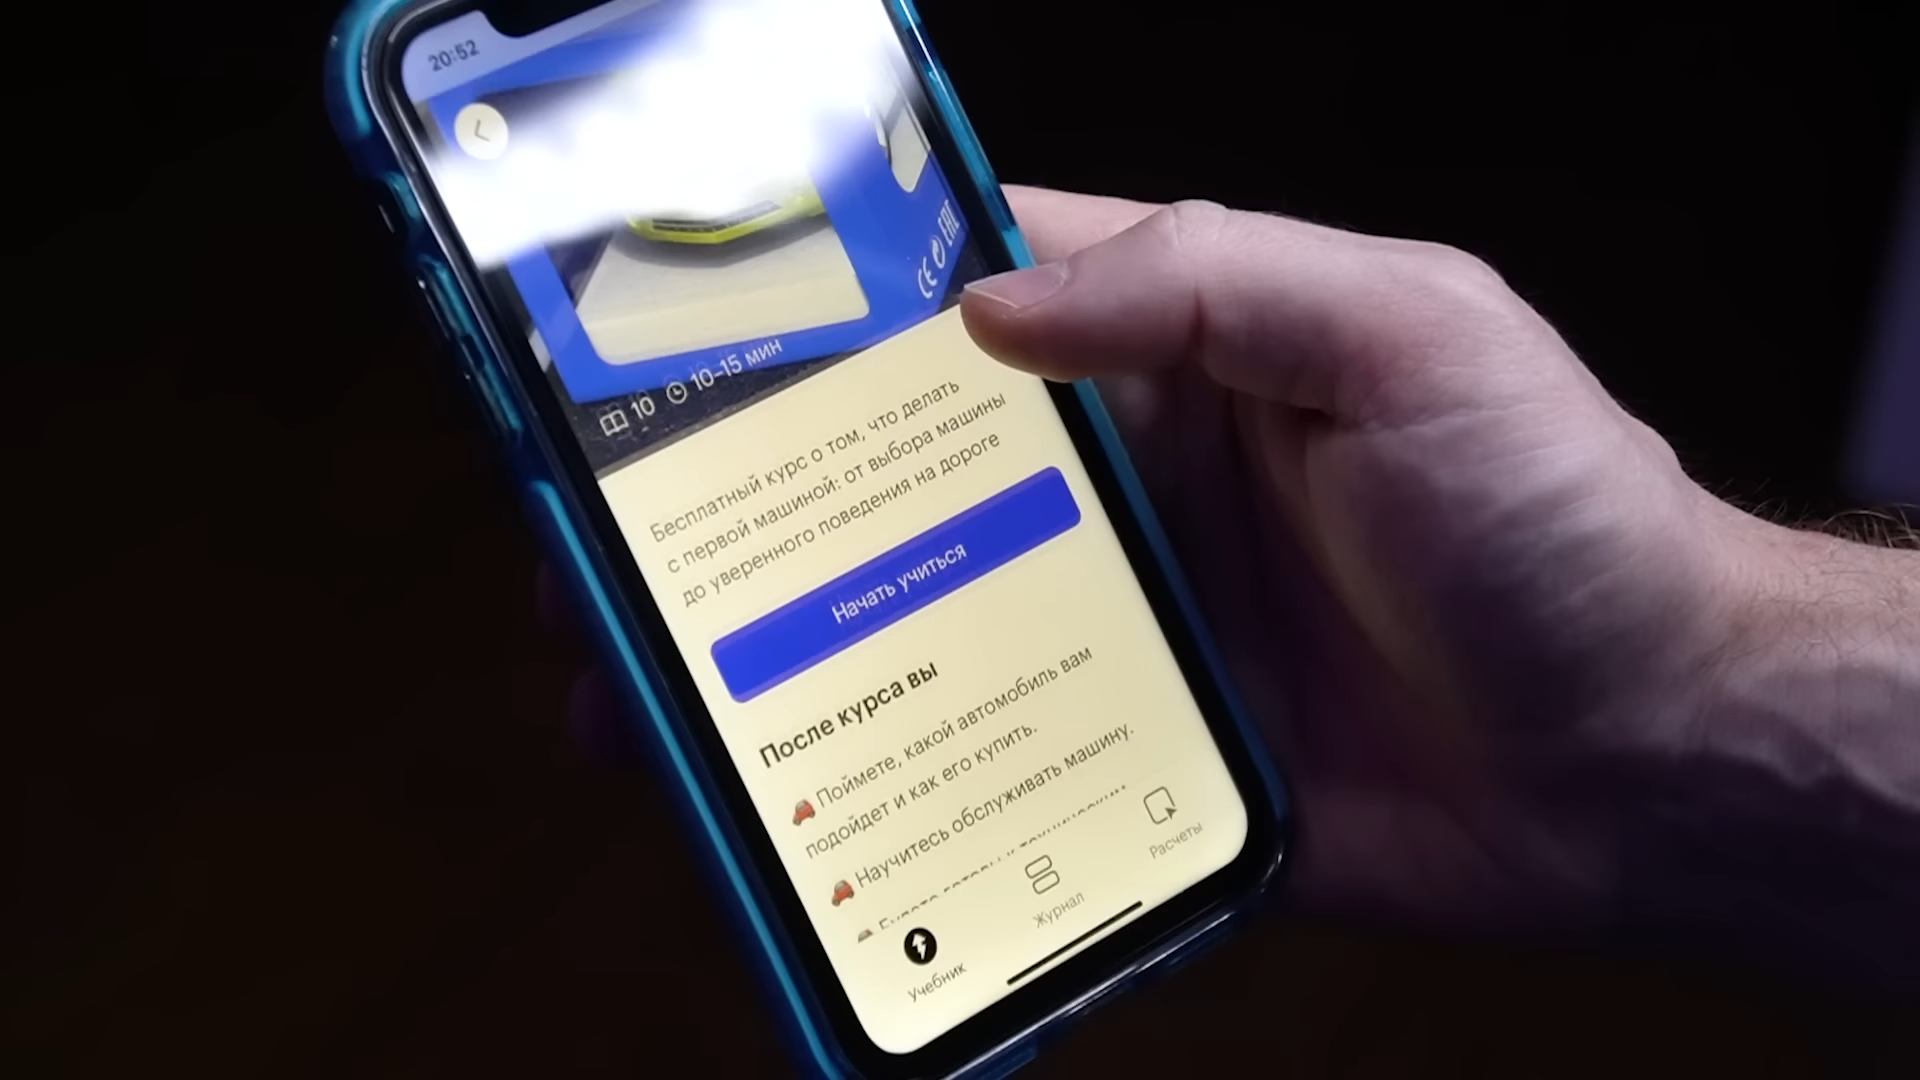 20:52
CE EAC
10 10–15 мин
Бесплатный курс о том, что делать
с первой машиной: от выбора машины
до уверенного поведения на дороге
Начать учиться
После курса вы
Поймете, какой автомобиль вам
подойдет и как его купить.
Научитесь обслуживать машину.
Учебник
Журнал
Расчеты